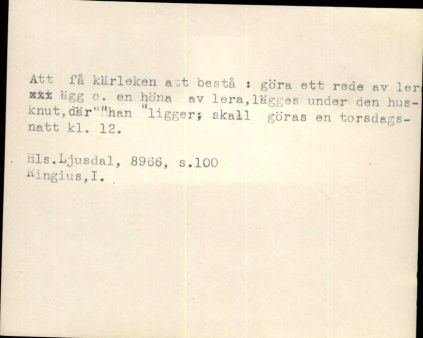 Att få kärleken att bestå : göra ett rede av ler
xxx ägg o. en höna av lera,lägges under den hus-
knut,där""han "ligger; skall göras en torsdags-
natt kl. 12.
Hls.Ljusdal, 8966, s.100
Ringius,I.